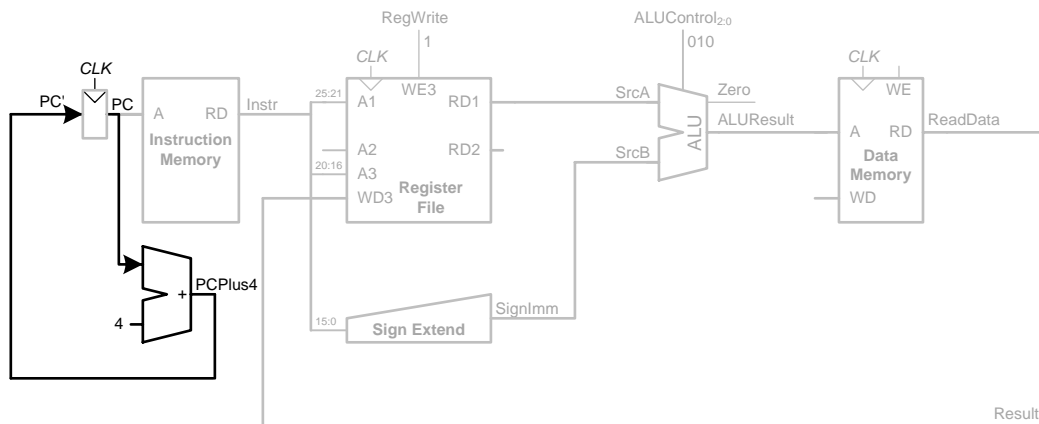 RegWrite
ALUControl2:0
1
010
CLK
CLK
CLK
PC'
PC
A
RD
Instruction
Memory
Instr
25:21
A1
WE3
RD1
A2
RD2
20:16
A3
WD3
Register
File
SrcA
SrcB
ALU
Zero
ALUResult
WE
A
RD
Data
Memory
WD
ReadData
PCPlus4
+
4
15:0
Sign Extend
SignImm
Result